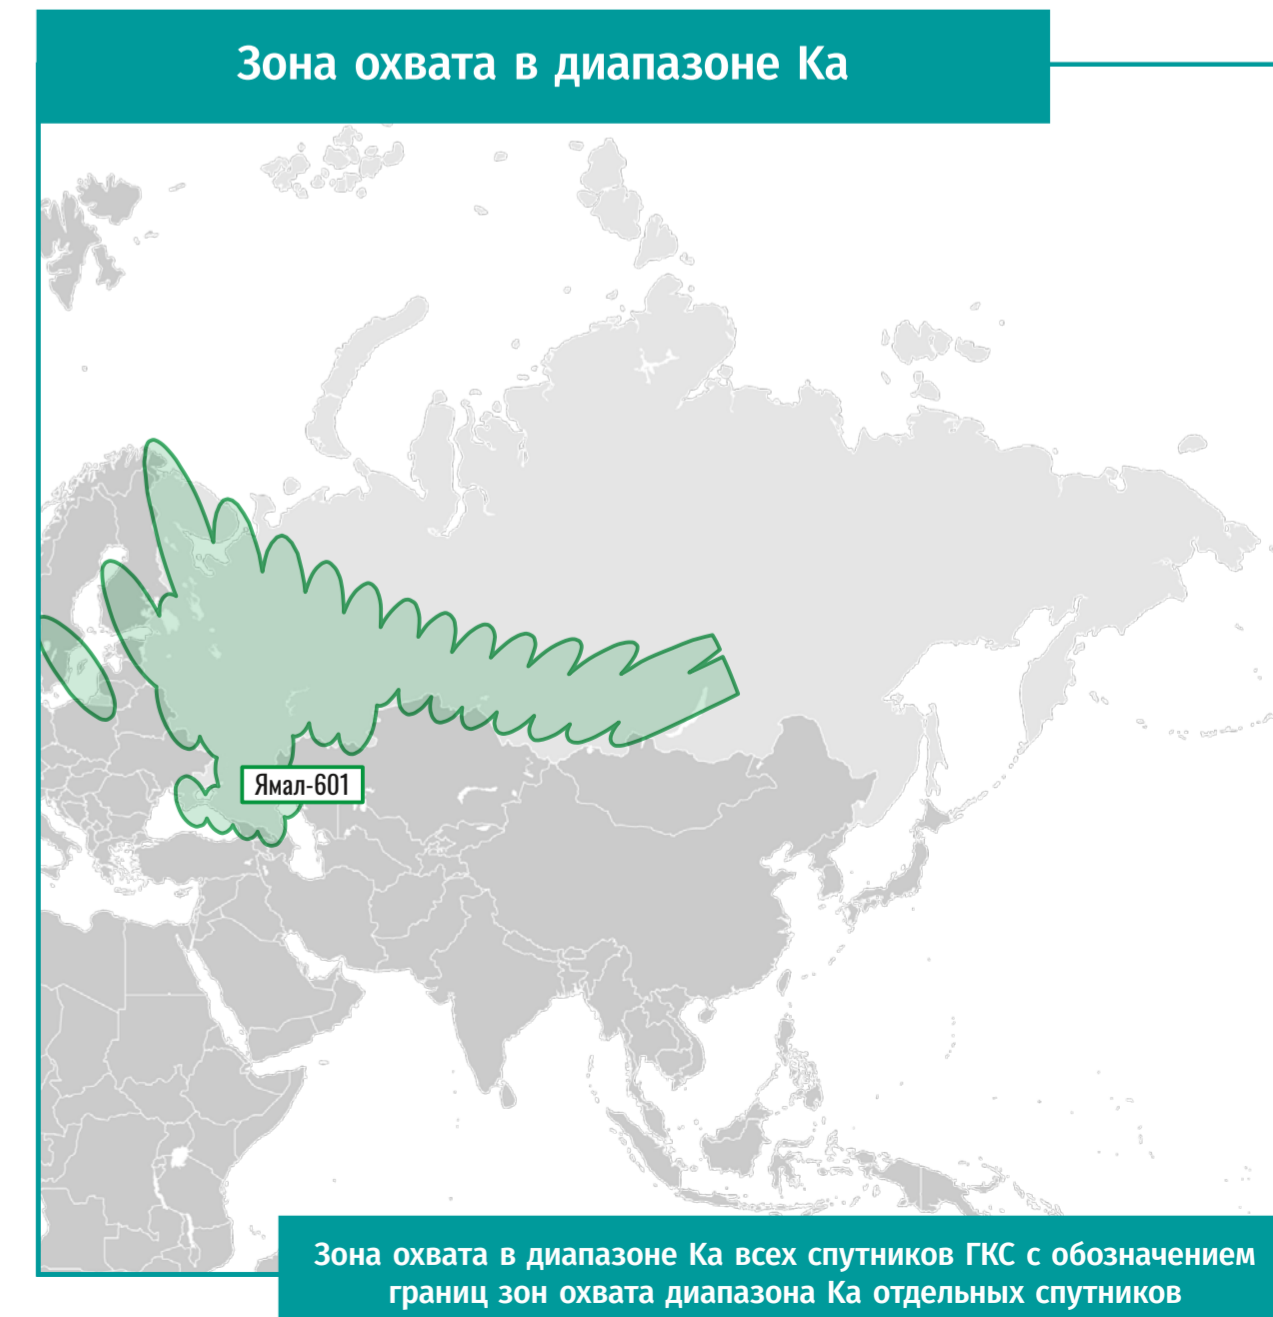 Зона охвата в диапазоне Ка
Ямал-601
Зона охвата в диапазоне Ка всех спутников ГКС с обозначением
границ зон охвата диапазона Ка отдельных спутников